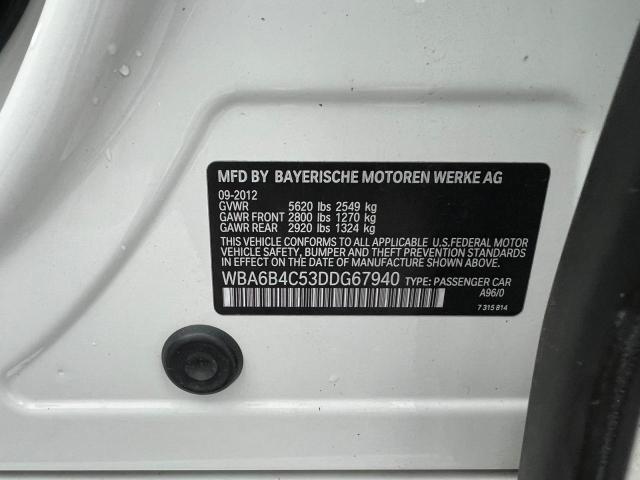 MFD BY BAYERISCHE MOTOREN WERKE AG
09-2012
GVWR 5620 lbs 2549 kg
GAWR FRONT 2800 lbs 1270 kg
GAWR REAR 2920 lbs 1324 kg
THIS VEHICLE CONFORMS TO ALL APPLICABLE U.S.FEDERAL MOTOR
VEHICLE SAFETY, BUMPER AND THEFT PREVENTION STANDARDS
IN EFFECT ON THE DATE OF MANUFACTURE SHOWN ABOVE.
WBA6B4C53DDG67940 TYPE: PASSENGER CAR
A96/0
7 315 814